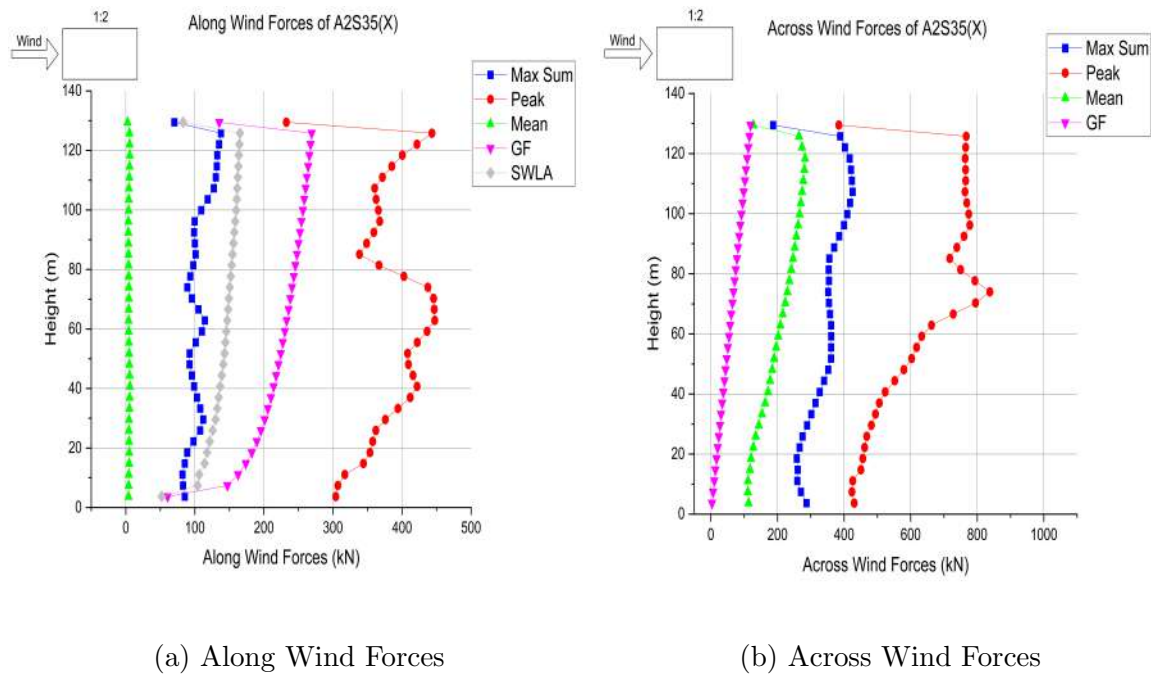 1:2
Along Wind Forces of A2S35(X)
Wind
Max Sum
Peak
Mean
GF
SWLA
140
120
100
80
60
40
20
0
Height (m)
0 100 200 300 400 500
Along Wind Forces (kN)
(a) Along Wind Forces
1:2
Across Wind Forces of A2S35(X)
Wind
Max Sum
Peak
Mean
GF
140
120
100
80
60
40
20
0
Height (m)
0 200 400 600 800 1000
Across Wind Forces (kN)
(b) Across Wind Forces